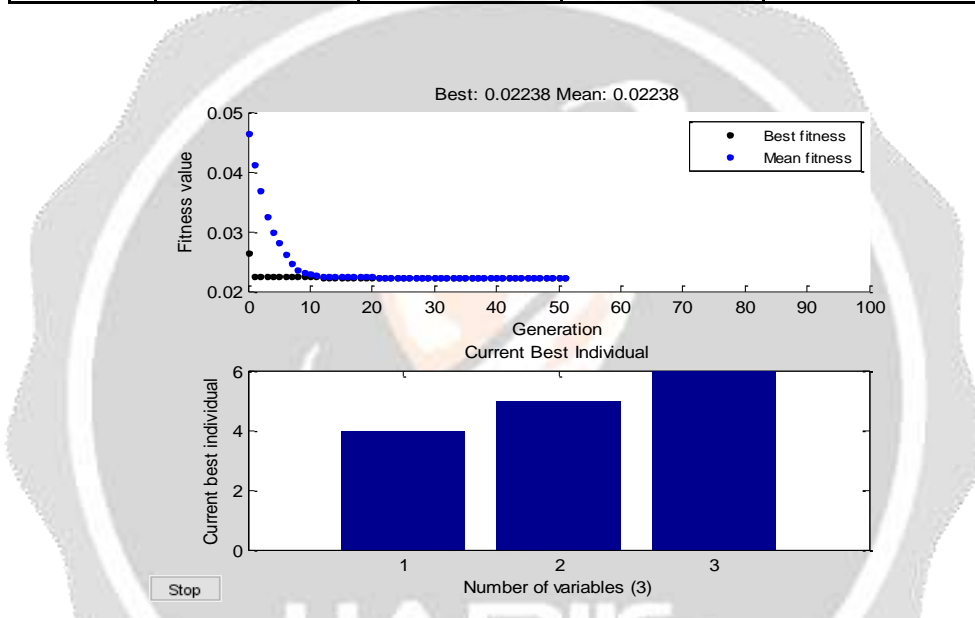 Best: 0.02238 Mean: 0.02238
0.05
0.04
0.03
0.02
Fitness value
Best fitness
Mean fitness
0 10 20 30 40 50 60 70 80 90 100
Generation
Current Best Individual
6
4
2
0
Current best individual
1 2 3
Number of variables (3)
Stop